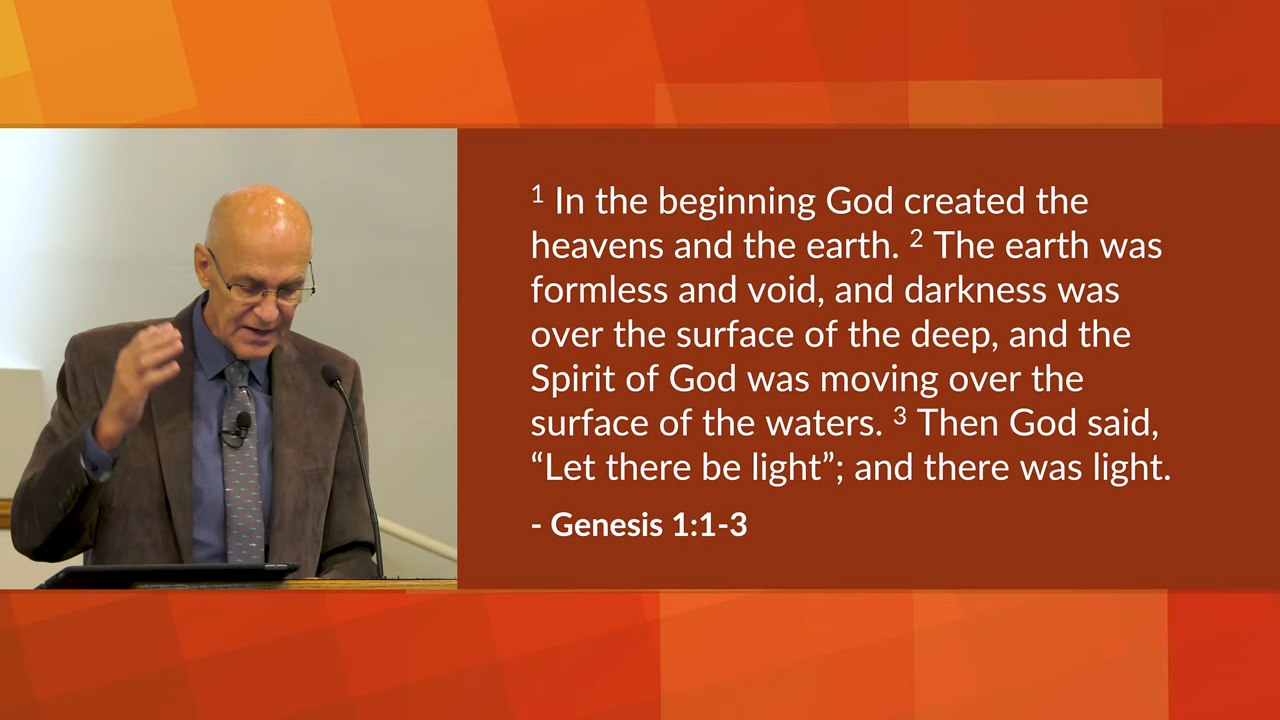 ¹ In the beginning God created the
heavens and the earth. ² The earth was
formless and void, and darkness was
over the surface of the deep, and the
Spirit of God was moving over the
surface of the waters. ³ Then God said,
“Let there be light”; and there was light.
- Genesis 1:1-3